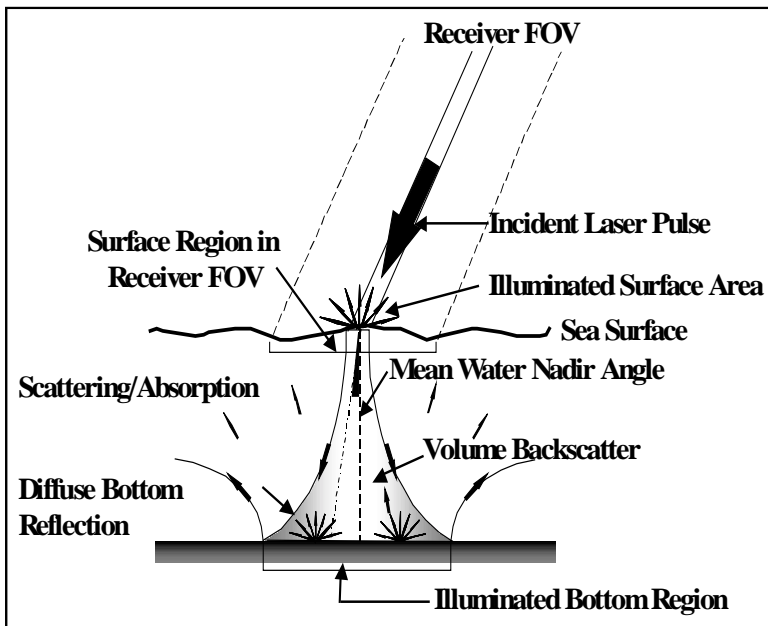 Receiver FOV
Incident Laser Pulse
Surface Region in
Receiver FOV
Illuminated Surface Area
Sea Surface
Mean Water Nadir Angle
Scattering/Absorption
Volume Backscatter
Diffuse Bottom
Reflection
Illuminated Bottom Region